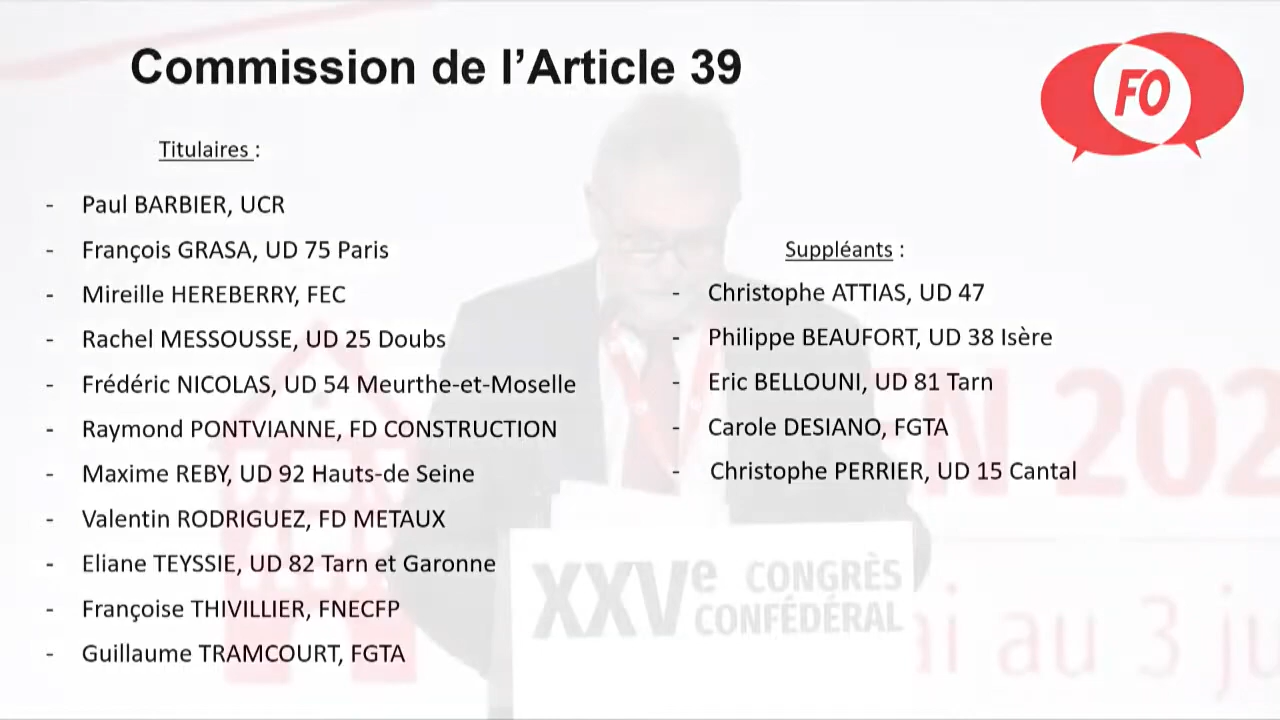 Commission de l’Article 39
FO
Titulaires :
- Paul BARBIER, UCR
- François GRASA, UD 75 Paris
- Mireille HEREBERRY, FEC
- Rachel MESSOUSSE, UD 25 Doubs
- Frédéric NICOLAS, UD 54 Meurthe-et-Moselle
- Raymond PONTVIANNE, FD CONSTRUCTION
- Maxime REBY, UD 92 Hauts-de Seine
- Valentin RODRIGUEZ, FD METAUX
- Eliane TEYSSIE, UD 82 Tarn et Garonne
- Françoise THIVILLIER, FNECFP
- Guillaume TRAMCOURT, FGTA
Suppléants :
- Christophe ATTIAS, UD 47
- Philippe BEAUFORT, UD 38 Isère
- Eric BELLOUNI, UD 81 Tarn
- Carole DESIANO, FGTA
- Christophe PERRIER, UD 15 Cantal
XXVe CONGRÈS
CONFÉDÉRAL
au 3